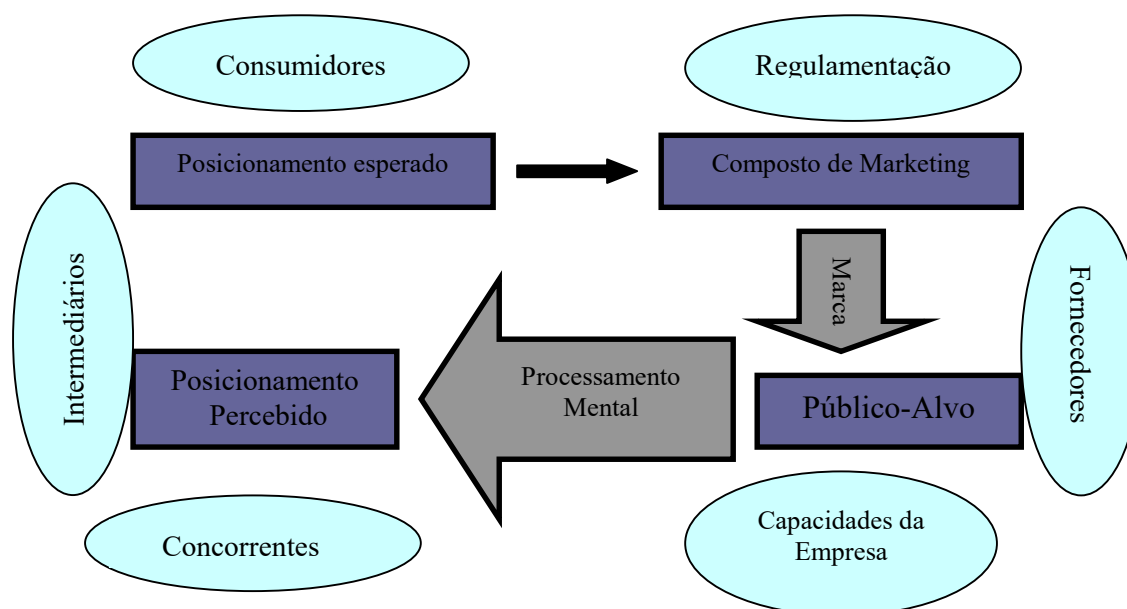 Consumidores
Regulamentação
Posicionamento esperado
Composto de Marketing
Intermediários
Marca
Fornecedores
Posicionamento
Percebido
Processamento
Mental
Público-Alvo
Concorrentes
Capacidades da
Empresa